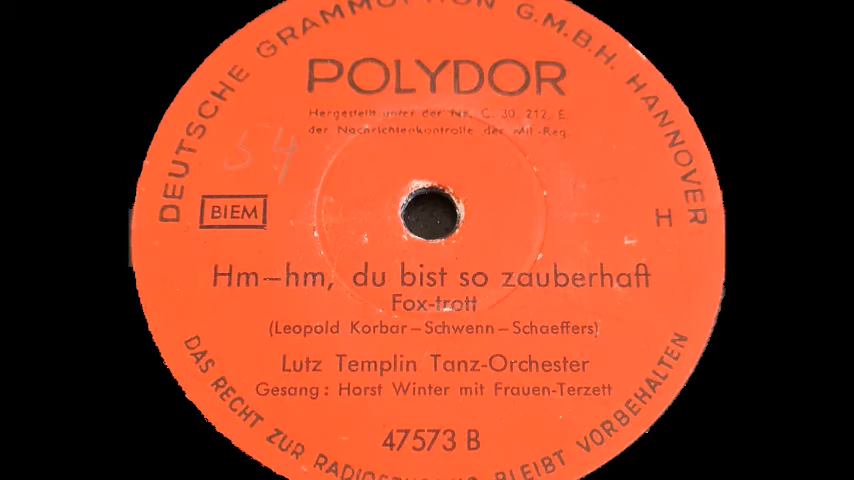 DEUTSCHE GRAMMOPHON G.M.B.H. HANNOVER
POLYDOR
Hergestellt unter der Nr. C. 30. 212. E.
der Nachrichtenkontrolle der Mil.-Reg.
54
BIEM
H
Hm–hm, du bist so zauberhaft
Fox-trott
(Leopold Korbar – Schwenn – Schaeffers)
Lutz Templin Tanz-Orchester
Gesang: Horst Winter mit Frauen-Terzett
47573 B
DAS RECHT ZUR BLEIBT VORBEHALTEN